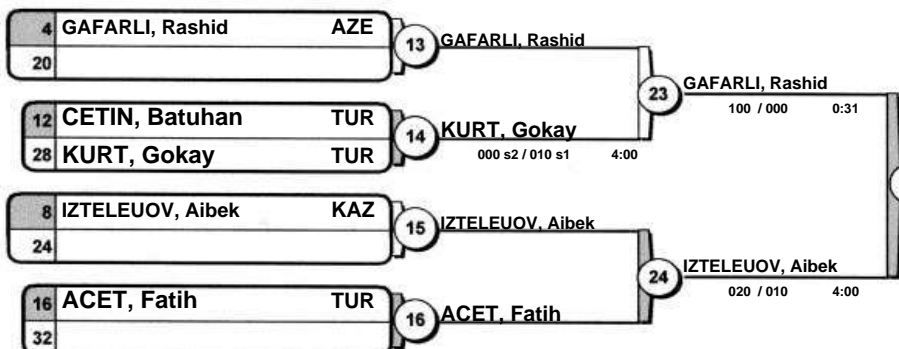 4 GAFARLI, Rashid AZE
20
13 GAFARLI, Rashid
12 CETIN, Batuhan TUR
28 KURT, Gokay TUR
14 KURT, Gokay
000 s2 / 010 s1 4:00
23 GAFARLI, Rashid
100 / 000 0:31
8 IZTELEUOV, Aibek KAZ
24
15 IZTELEUOV, Aibek
16 ACET, Fatih TUR
32
16 ACET, Fatih
24 IZTELEUOV, Aibek
020 / 010 4:00